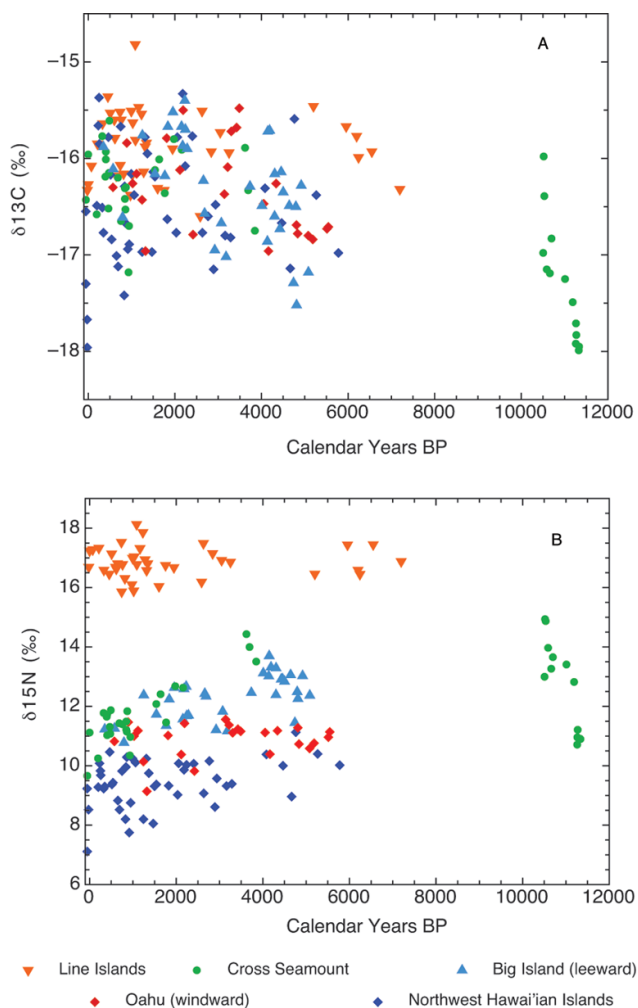 A
−15
−16
−17
−18
δ13C (‰)
0 2000 4000 6000 8000 10000 12000
Calendar Years BP
B
18
16
14
12
10
8
6
δ15N (‰)
0 2000 4000 6000 8000 10000 12000
Calendar Years BP
Line Islands Cross Seamount Big Island (leeward)
Oahu (windward) Northwest Hawai'ian Islands